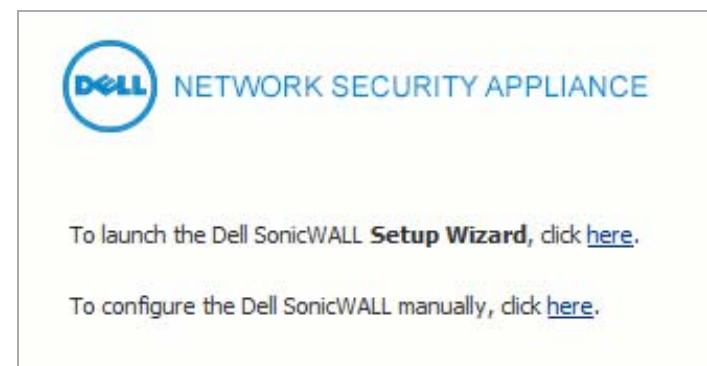 DELL NETWORK SECURITY APPLIANCE
To launch the Dell SonicWALL Setup Wizard, click here.
To configure the Dell SonicWALL manually, click here.